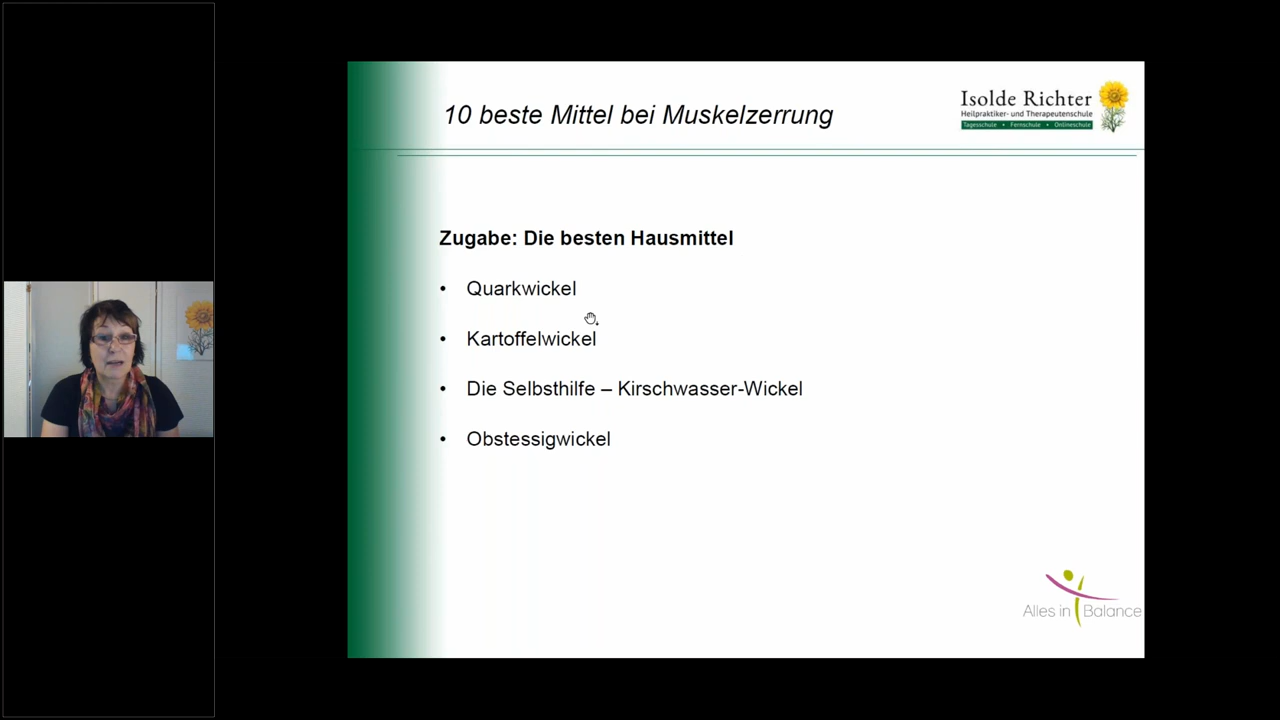 10 beste Mittel bei Muskelzerrung
Isolde Richter
Heilpraktiker- und Therapeutenschule
Tagesschule • Fernschule • Onlineschule
Zugabe: Die besten Hausmittel
• Quarkwickel
• Kartoffelwickel
• Die Selbsthilfe – Kirschwasser-Wickel
• Obstessigwickel
Alles in Balance